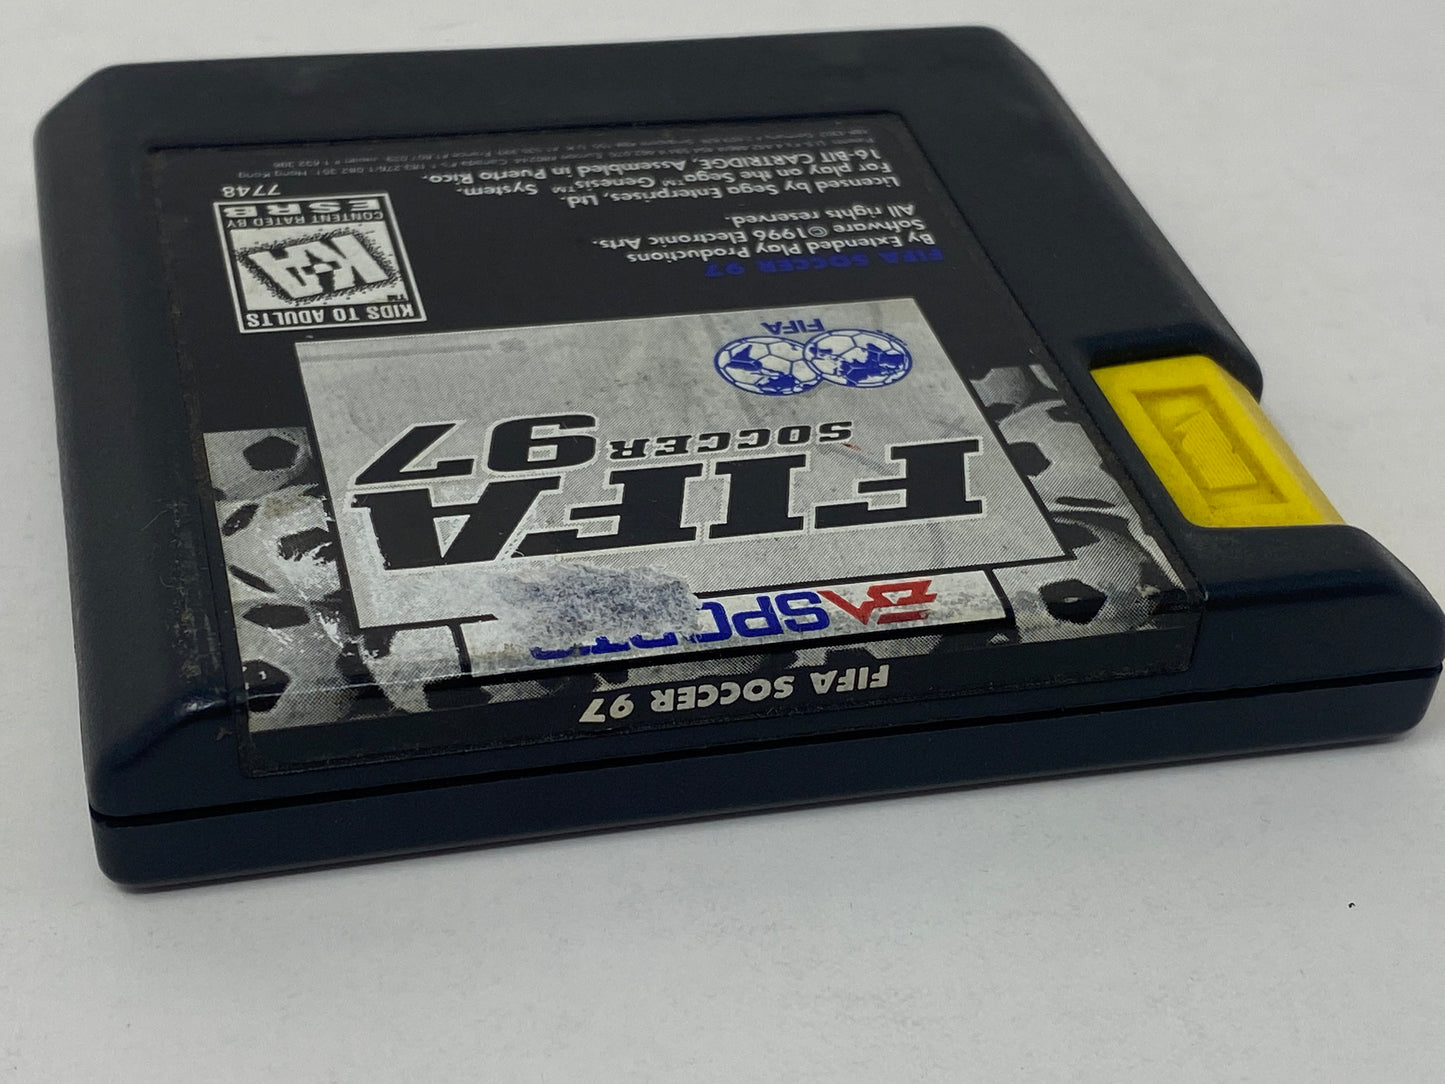 FIFA SOCCER 97
EA SPORTS
FIFA
SOCCER 97
FIFA
FIFA SOCCER 97
By Extended Play Productions
Software ©1996 Electronic Arts.
All rights reserved.
Licensed by Sega Enterprises, Ltd.
For play on the Sega™ Genesis™ System.
16-BIT CARTRIDGE, Assembled in Puerto Rico.
KIDS TO ADULTS
K-A
™
CONTENT RATED BY
ESRB
7748